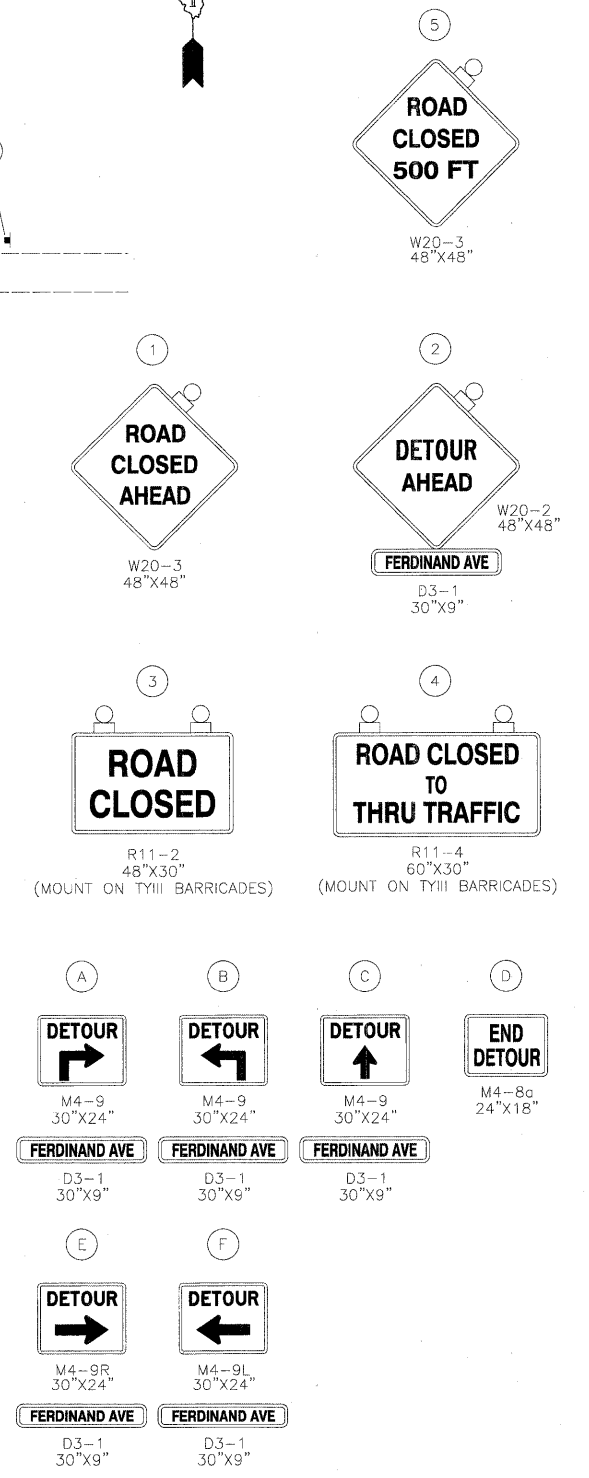 5
ROAD
CLOSED
500 FT
W20-3
48"X48"
1
ROAD
CLOSED
AHEAD
W20-3
48"X48"
2
DETOUR
AHEAD
W20-2
48"X48"
FERDINAND AVE
D3-1
30"X9"
3
ROAD
CLOSED
R11-2
48"X30"
(MOUNT ON TYIII BARRICADES)
4
ROAD CLOSED
TO
THRU TRAFFIC
R11-4
60"X30"
(MOUNT ON TYIII BARRICADES)
A
DETOUR
M4-9
30"X24"
FERDINAND AVE
D3-1
30"X9"
B
DETOUR
M4-9
30"X24"
FERDINAND AVE
D3-1
30"X9"
C
DETOUR
M4-9
30"X24"
FERDINAND AVE
D3-1
30"X9"
D
END
DETOUR
M4-8a
24"X18"
E
DETOUR
M4-9R
30"X24"
FERDINAND AVE
D3-1
30"X9"
F
DETOUR
M4-9L
30"X24"
FERDINAND AVE
D3-1
30"X9"